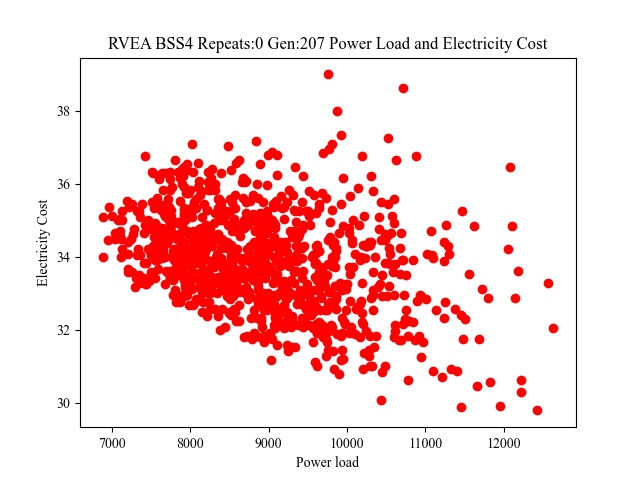 RVEA BSS4 Repeats:0 Gen:207 Power Load and Electricity Cost
38
36
34
32
30
Electricity Cost
7000 8000 9000 10000 11000 12000
Power load